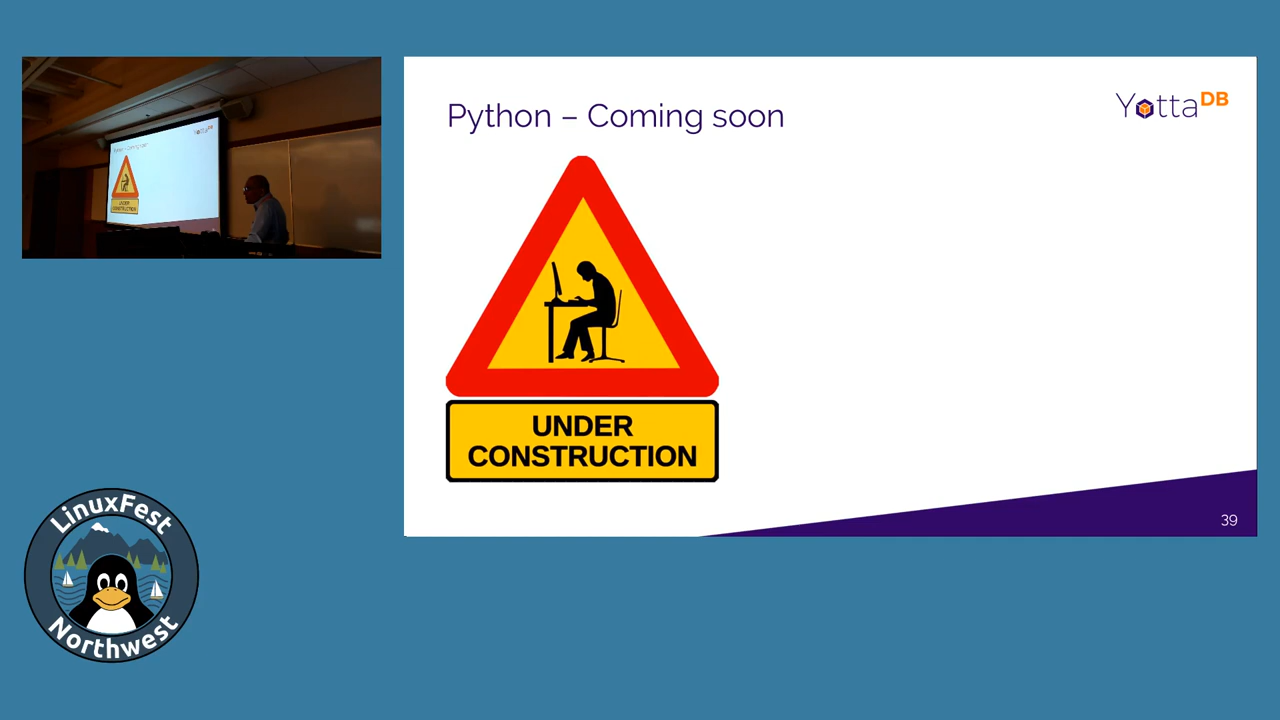 Python – Coming soon
YottaDB
UNDER
CONSTRUCTION
39
LinuxFest
Northwest